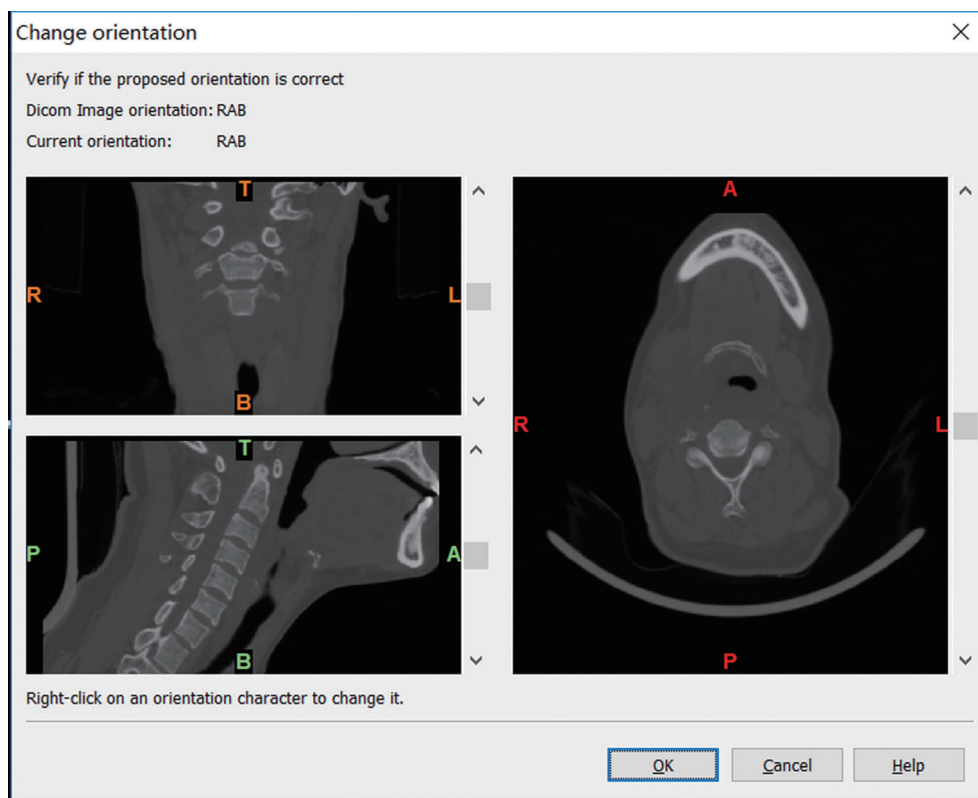 Change orientation
Verify if the proposed orientation is correct
Dicom Image orientation: RAB
Current orientation: RAB
T
R L
B
T
P A
B
A
R L
P
Right-click on an orientation character to change it.
OK Cancel Help